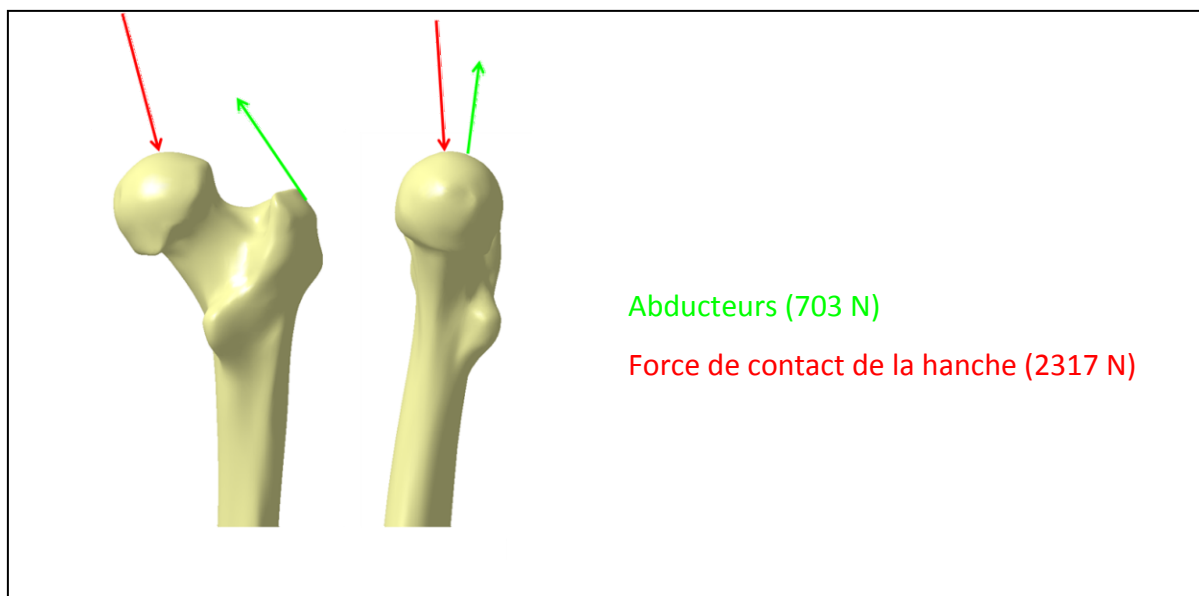 Abducteurs (703 N)
Force de contact de la hanche (2317 N)